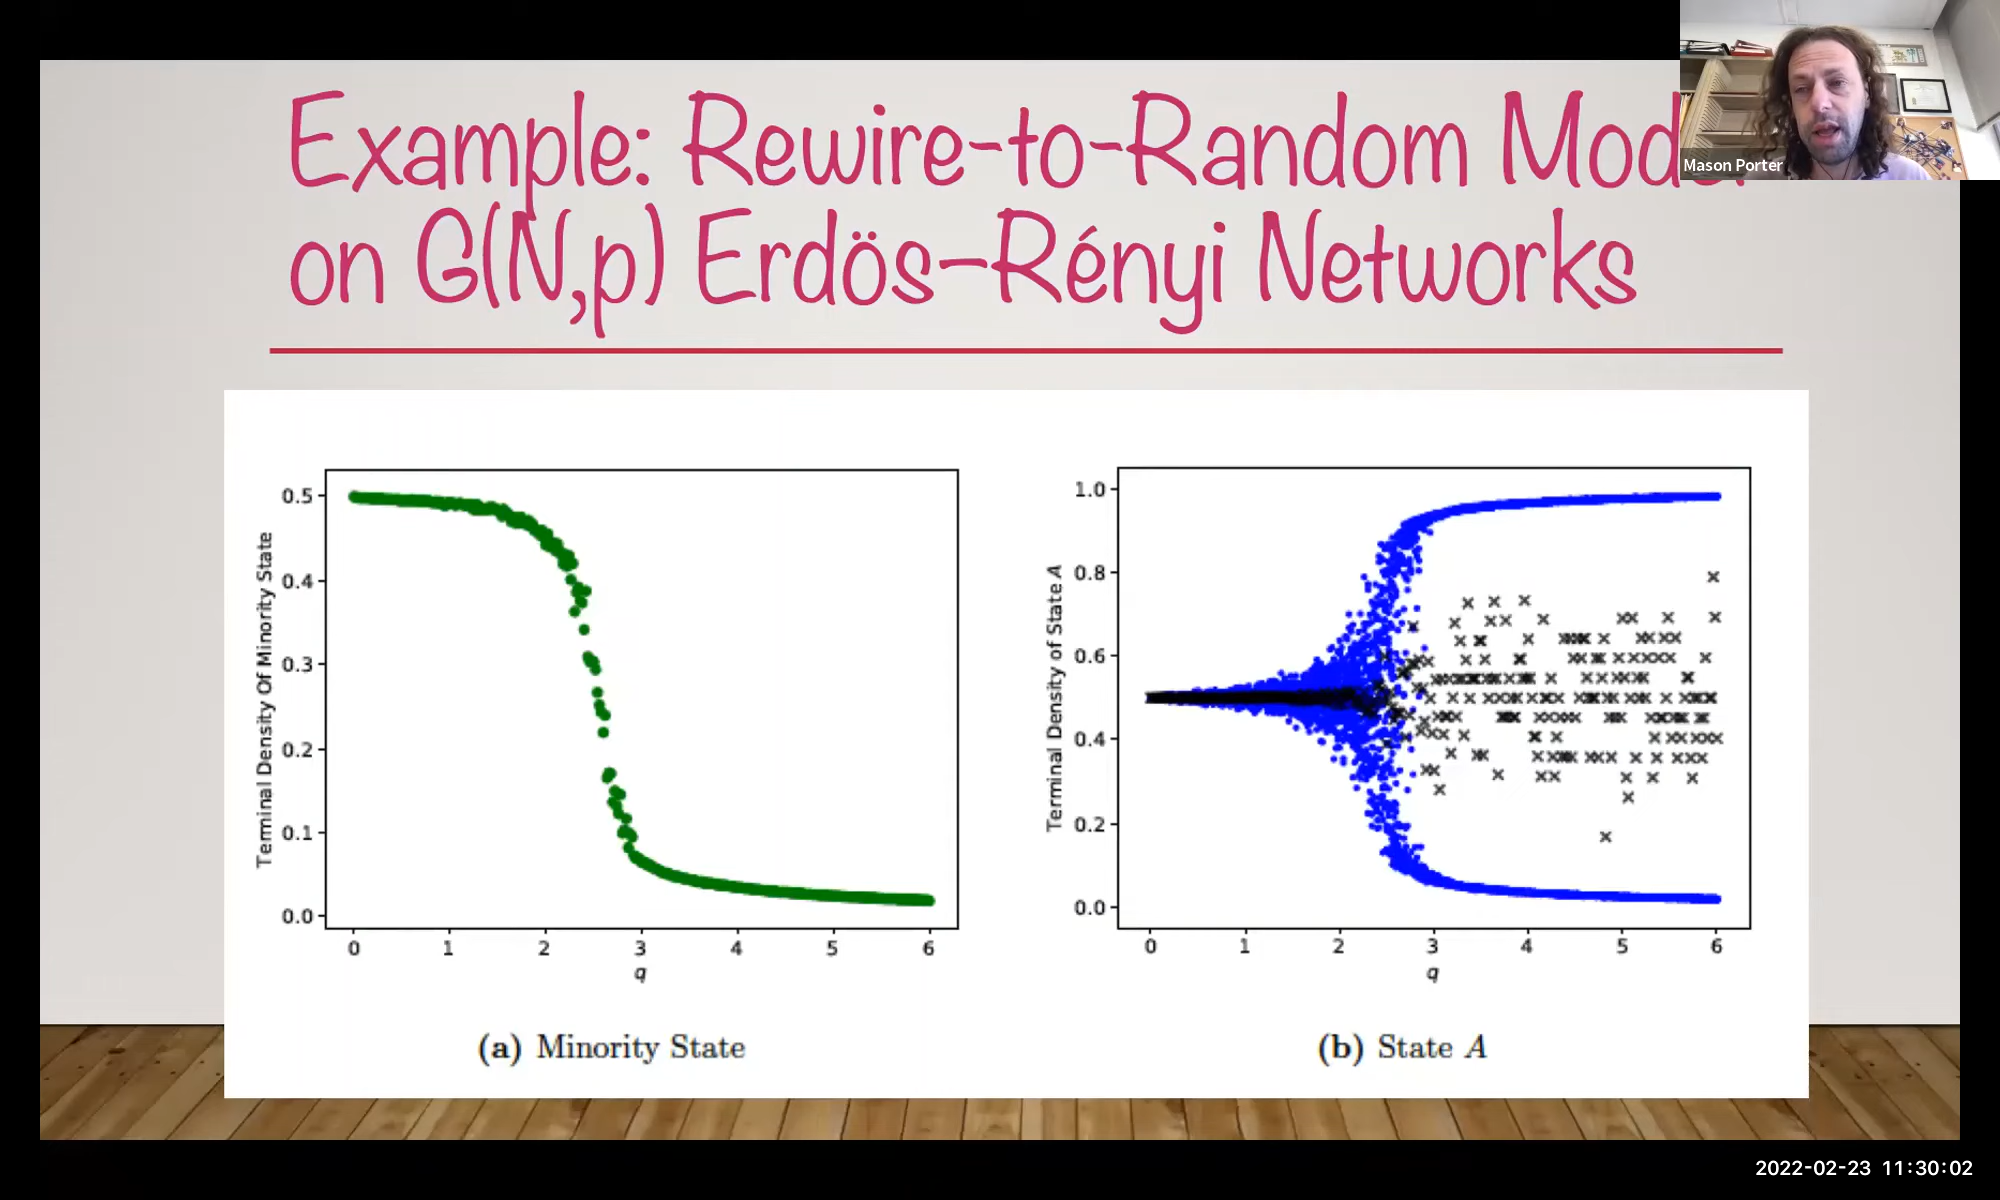 Example: Rewire-to-Random
on G(N,p) Erdös–Rényi Networks
Mason Porter
Terminal Density Of Minority State
0.5
0.4
0.3
0.2
0.1
0.0
0 1 2 3 4 5 6
q
(a) Minority State
Terminal Density of State A
1.0
0.8
0.6
0.4
0.2
0.0
0 1 2 3 4 5 6
q
(b) State A
2022-02-23 11:30:02